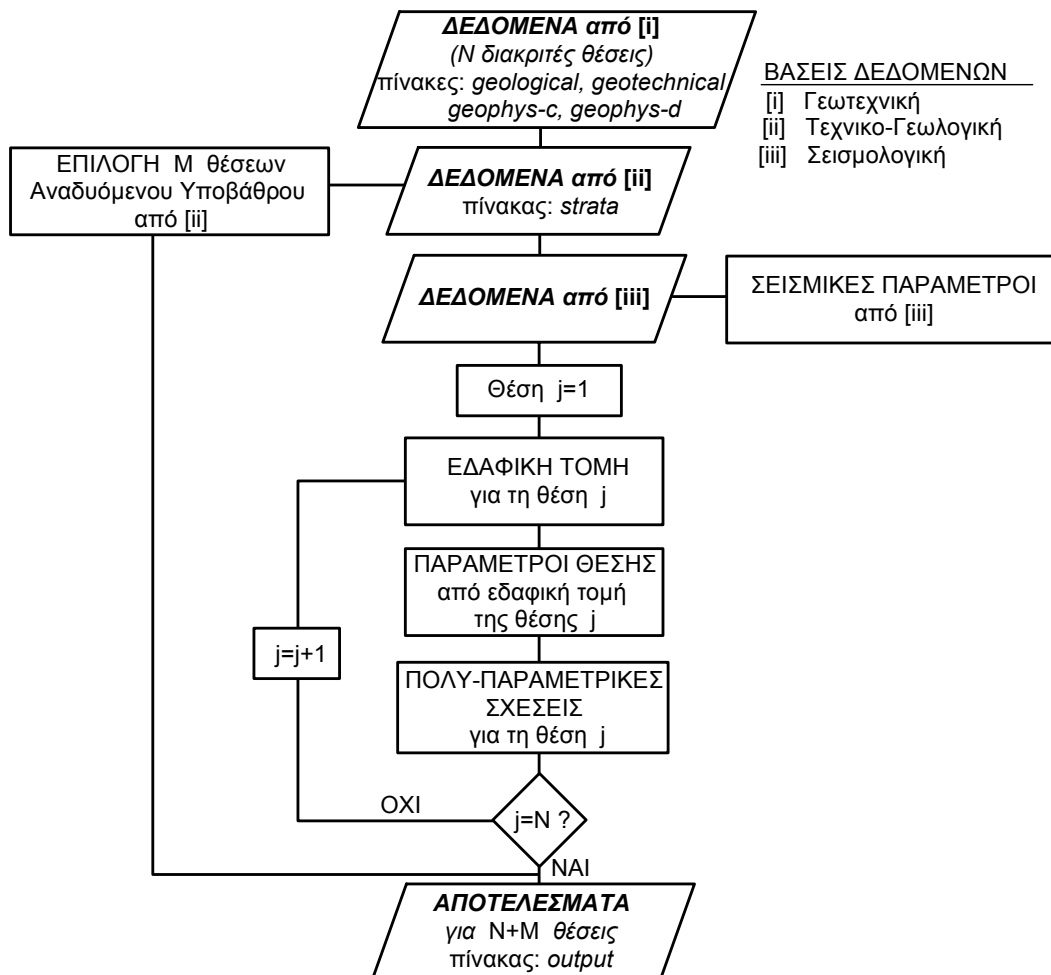 ΔΕΔΟΜΕΝΑ από [i]
(Ν διακριτές θέσεις)
πίνακες: geological, geotechnical
geophys-c, geophys-d
ΒΑΣΕΙΣ ΔΕΔΟΜΕΝΩΝ
[i] Γεωτεχνική
[ii] Τεχνικο-Γεωλογική
[iii] Σεισμολογική
ΕΠΙΛΟΓΗ Μ θέσεων
Αναδυόμενου Υποβάθρου
από [ii]
ΔΕΔΟΜΕΝΑ από [ii]
πίνακας: strata
ΔΕΔΟΜΕΝΑ από [iii]
ΣΕΙΣΜΙΚΕΣ ΠΑΡΑΜΕΤΡΟΙ
από [iii]
Θέση j=1
ΕΔΑΦΙΚΗ ΤΟΜΗ
για τη θέση j
ΠΑΡΑΜΕΤΡΟΙ ΘΕΣΗΣ
από εδαφική τομή
της θέσης j
j=j+1
ΠΟΛΥ-ΠΑΡΑΜΕΤΡΙΚΕΣ
ΣΧΕΣΕΙΣ
για τη θέση j
ΟΧΙ
j=N ?
ΝΑΙ
ΑΠΟΤΕΛΕΣΜΑΤΑ
για Ν+Μ θέσεις
πίνακας: output